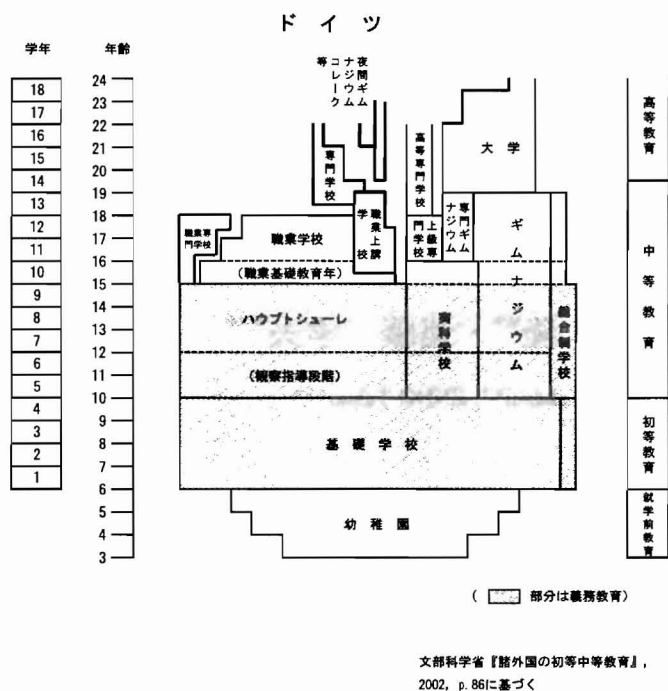 ドイツ
学年
年齢
18
17
16
15
14
13
12
11
10
9
8
7
6
5
4
3
2
1
24
23
22
21
20
19
18
17
16
15
14
13
12
11
10
9
8
7
6
5
4
3
夜間ギム
ナジウム
コレーク
等
専門学校
高等専門学校
大学
職業専
門学校
職業学校
職業上構
学校
上級専
門学校
専門ギム
ナジウム
ギムナジウム
(職業基礎教育年)
ハウプトシューレ
実科学校
総合制学校
(観察指導段階)
基礎学校
幼稚園
高等教育
中等教育
初等教育
就学前教育
( 部分は義務教育)
文部科学省『諸外国の初等中等教育』,
2002, p.86に基づく